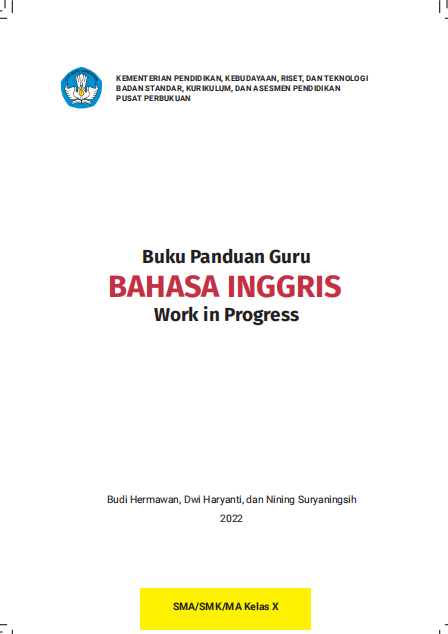 KEMENTERIAN PENDIDIKAN, KEBUDAYAAN, RISET, DAN TEKNOLOGI
BADAN STANDAR, KURIKULUM, DAN ASESMEN PENDIDIKAN
PUSAT PERBUKUAN
Buku Panduan Guru
BAHASA INGGRIS
Work in Progress
Budi Hermawan, Dwi Haryanti, dan Nining Suryaningsih
2022
SMA/SMK/MA Kelas X